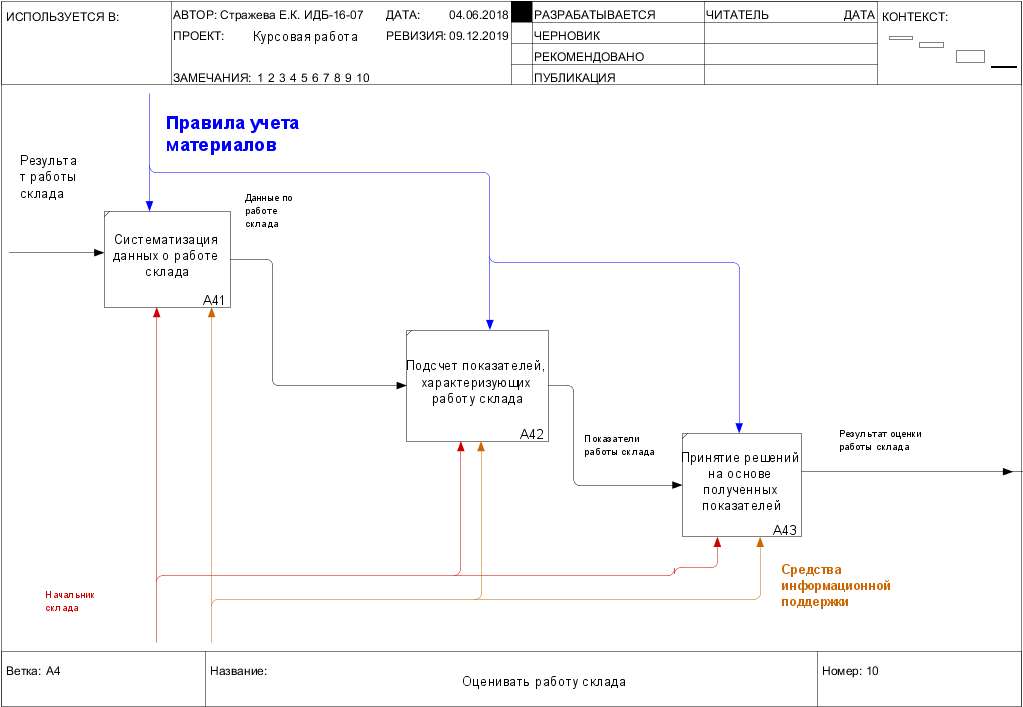 ИСПОЛЬЗУЕТСЯ В:
АВТОР: Стражева Е.К. ИДБ-16-07
ДАТА: 04.06.2018
ПРОЕКТ: Курсовая работа
РЕВИЗИЯ: 09.12.2019
ЗАМЕЧАНИЯ: 1 2 3 4 5 6 7 8 9 10
РАЗРАБАТЫВАЕТСЯ
ЧЕРНОВИК
РЕКОМЕНДОВАНО
ПУБЛИКАЦИЯ
ЧИТАТЕЛЬ
ДАТА
КОНТЕКСТ:
Правила учета
материалов
Результа
т работы
склада
Данные по
работе
склада
Систематизация
данных о работе
склада
A41
Подсчет показателей,
характеризующих
работу склада
A42
Показатели
работы склада
Принятие решений
на основе
полученных
показателей
A43
Результат оценки
работы склада
Начальник
склада
Средства
информационной
поддержки
Ветка: A4
Название:
Оценивать работу склада
Номер: 10